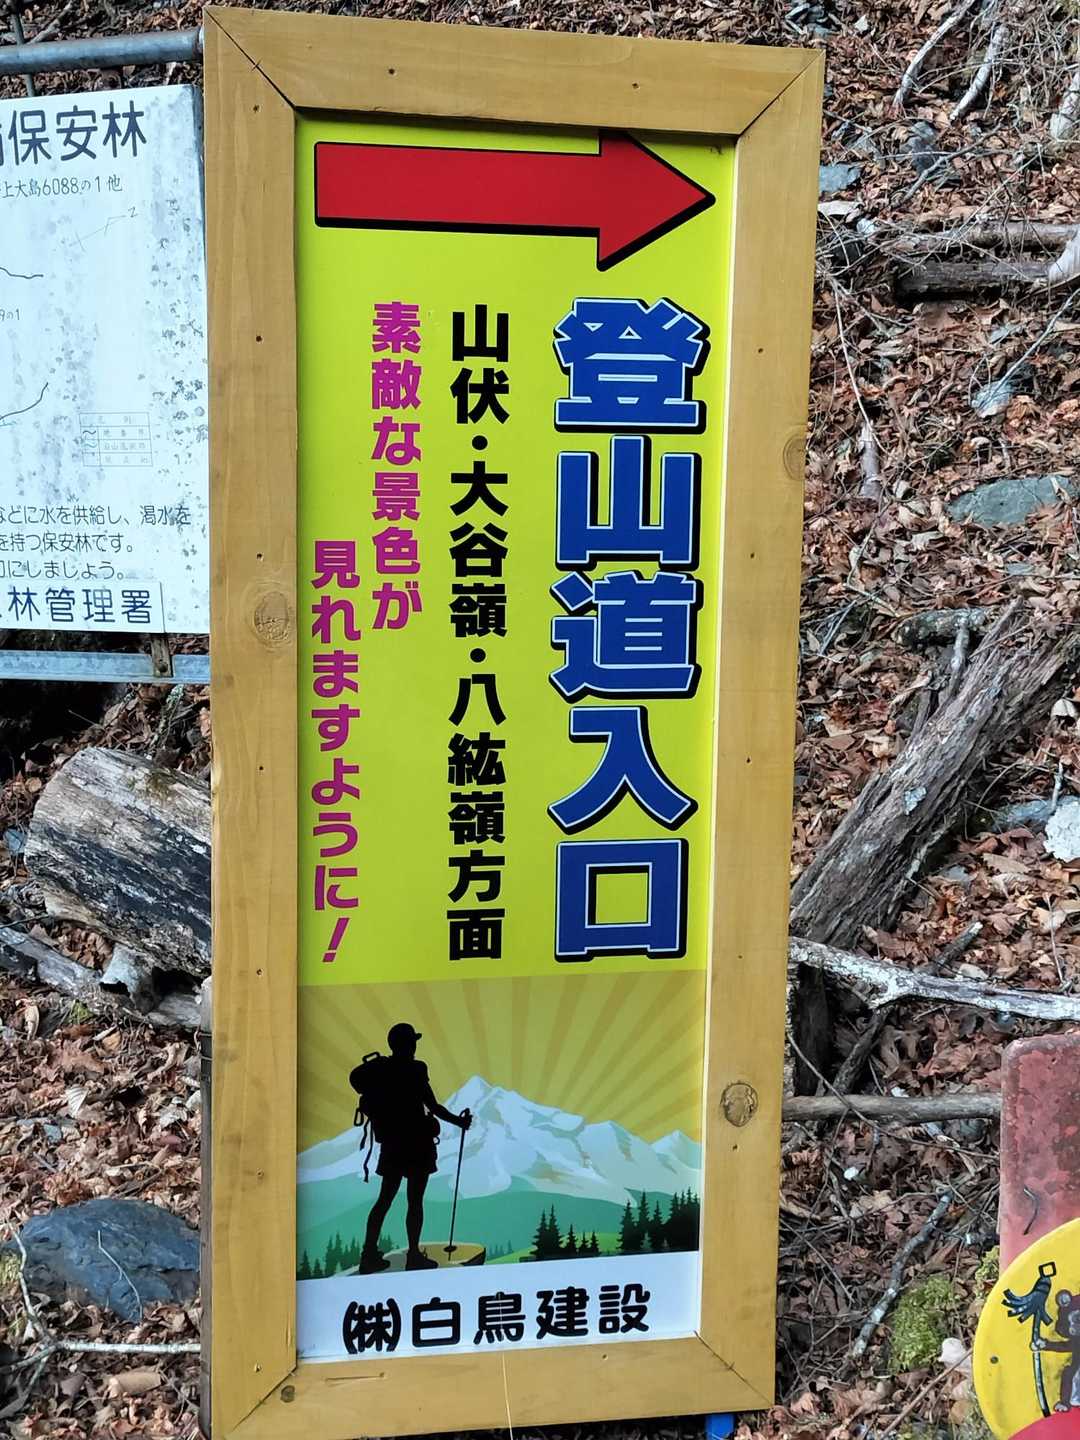 登山道入口
山伏・大谷嶺・八紘嶺方面
素敵な景色が
見れますように!
㈱白鳥建設
保安林
上大島6088の1他
9の1
などに水を供給し、渇水を
を持つ保安林です。
にしましょう。
林管理署